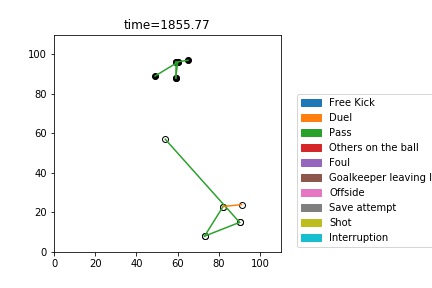 time=1855.77
100
80
60
40
20
0
0 20 40 60 80 100
Free Kick
Duel
Pass
Others on the ball
Foul
Goalkeeper leaving l
Offside
Save attempt
Shot
Interruption